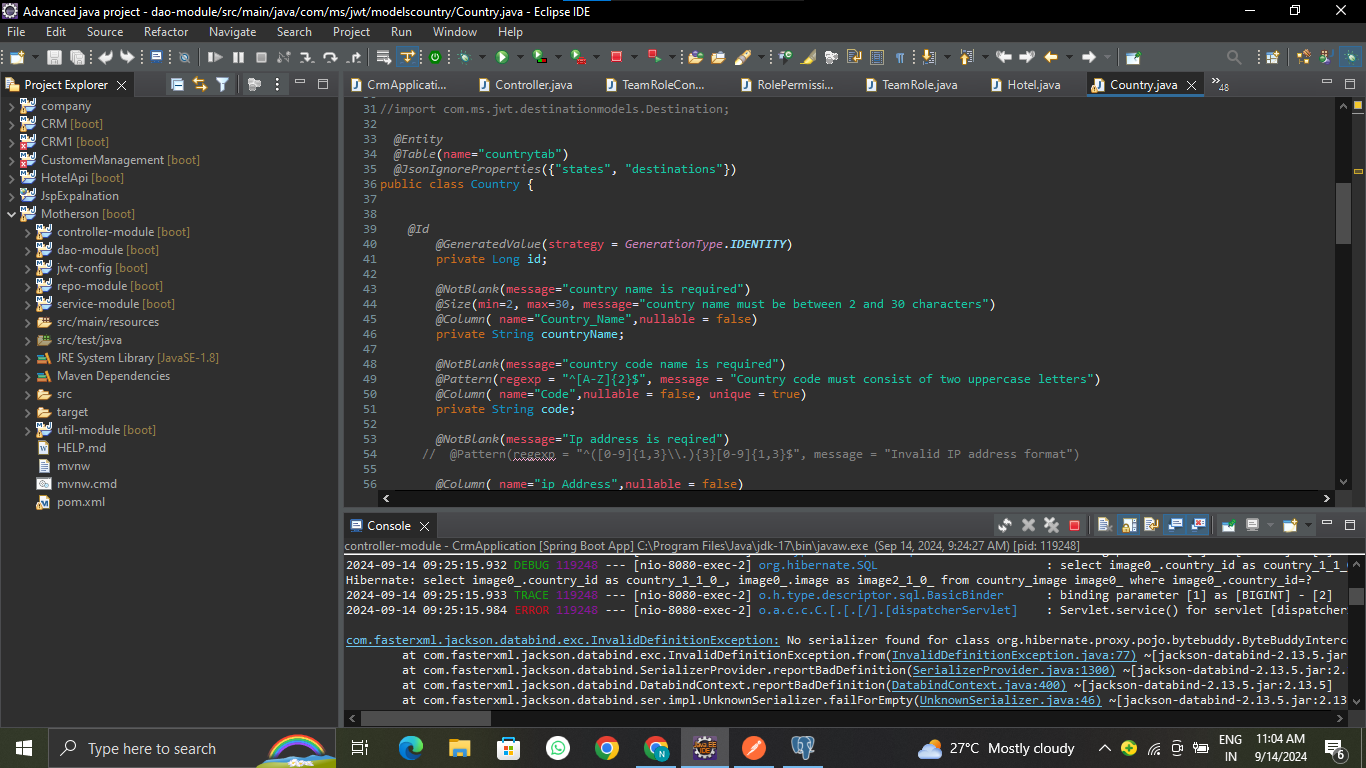 Advanced java project - dao-module/src/main/java/com/ms/jwt/modelscountry/Country.java - Eclipse IDE
File Edit Source Refactor Navigate Search Project Run Window Help
Project Explorer
CrmApplicati... Controller.java TeamRoleCon... RolePermissi... TeamRole.java Hotel.java Country.java 48
company
CRM [boot]
CRM1 [boot]
CustomerManagement [boot]
HotelApi [boot]
JspExpalnation
Motherson [boot]
controller-module [boot]
dao-module [boot]
jwt-config [boot]
repo-module [boot]
service-module [boot]
src/main/resources
src/test/java
JRE System Library [JavaSE-1.8]
Maven Dependencies
src
target
util-module [boot]
HELP.md
mvnw
mvnw.cmd
pom.xml
31 //import com.ms.jwt.destinationmodels.Destination;
32
33 @Entity
34 @Table(name="countrytab")
35 @JsonIgnoreProperties({"states", "destinations"})
36 public class Country {
37
38
39 @Id
40 @GeneratedValue(strategy = GenerationType.IDENTITY)
41 private Long id;
42
43 @NotBlank(message="country name is required")
44 @Size(min=2, max=30, message="country name must be between 2 and 30 characters")
45 @Column( name="Country_Name",nullable = false)
46 private String countryName;
47
48 @NotBlank(message="country code name is required")
49 @Pattern(regexp = "^[A-Z]{2}$", message = "Country code must consist of two uppercase letters")
50 @Column( name="Code",nullable = false, unique = true)
51 private String code;
52
53 @NotBlank(message="Ip address is reqired")
54 // @Pattern(regexp = "^([0-9]{1,3}\\.){3}[0-9]{1,3}$", message = "Invalid IP address format")
55
56 @Column( name="ip Address",nullable = false)
Console
controller-module - CrmApplication [Spring Boot App] C:\Program Files\Java\jdk-17\bin\javaw.exe (Sep 14, 2024, 9:24:27 AM) [pid: 119248]
2024-09-14 09:25:15.932 DEBUG 119248 --- [nio-8080-exec-2] org.hibernate.SQL : select image0_.country_id as country_1_1_
Hibernate: select image0_.country_id as country_1_1_0_, image0_.image as image2_1_0_ from country_image image0_ where image0_.country_id=?
2024-09-14 09:25:15.933 TRACE 119248 --- [nio-8080-exec-2] o.h.type.descriptor.sql.BasicBinder : binding parameter [1] as [BIGINT] - [2]
2024-09-14 09:25:15.984 ERROR 119248 --- [nio-8080-exec-2] o.a.c.c.C.[.[.[/].[dispatcherServlet] : Servlet.service() for servlet [dispatcher
com.fasterxml.jackson.databind.exc.InvalidDefinitionException: No serializer found for class org.hibernate.proxy.pojo.bytebuddy.ByteBuddyInterc
at com.fasterxml.jackson.databind.exc.InvalidDefinitionException.from(InvalidDefinitionException.java:77) ~[jackson-databind-2.13.5.jar
at com.fasterxml.jackson.databind.SerializerProvider.reportBadDefinition(SerializerProvider.java:1300) ~[jackson-databind-2.13.5.jar:2.
at com.fasterxml.jackson.databind.DatabindContext.reportBadDefinition(DatabindContext.java:400) ~[jackson-databind-2.13.5.jar:2.13.5]
at com.fasterxml.jackson.databind.ser.impl.UnknownSerializer.failForEmpty(UnknownSerializer.java:46) ~[jackson-databind-2.13.5.jar:2.13
Type here to search
27°C Mostly cloudy
ENG
IN
11:04 AM
9/14/2024
6